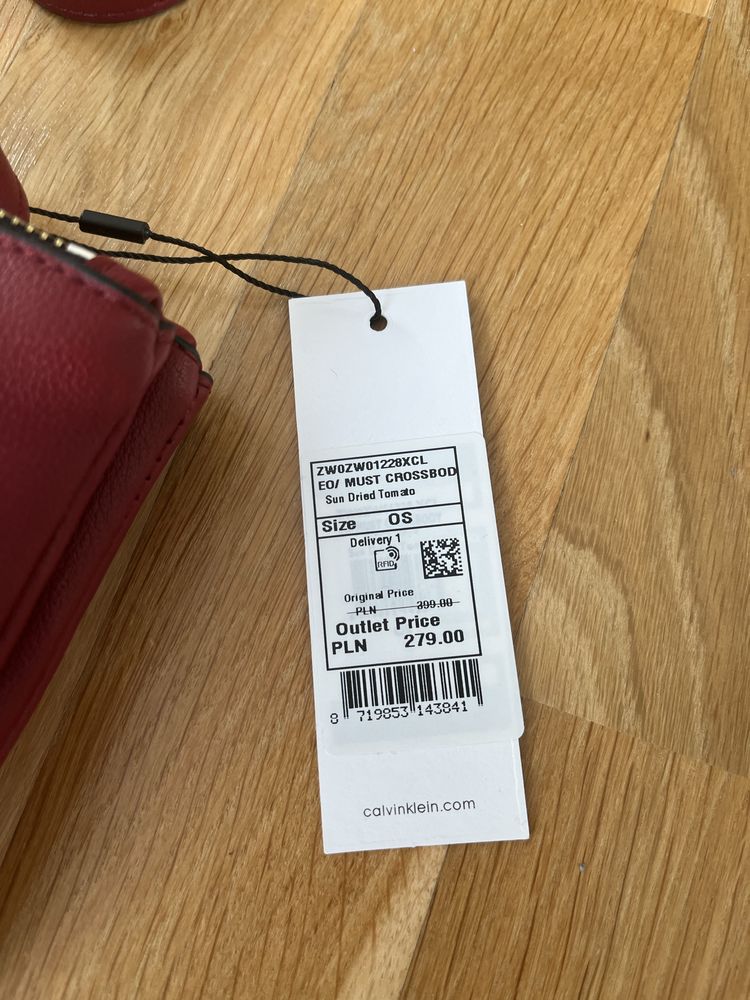 ZW0ZW01228XCL
EO/ MUST CROSSBOD
Sun Dried Tomato
Size OS
Delivery 1
RFID
Original Price
PLN 399.00
Outlet Price
PLN 279.00
8 719853 143841
calvinklein.com